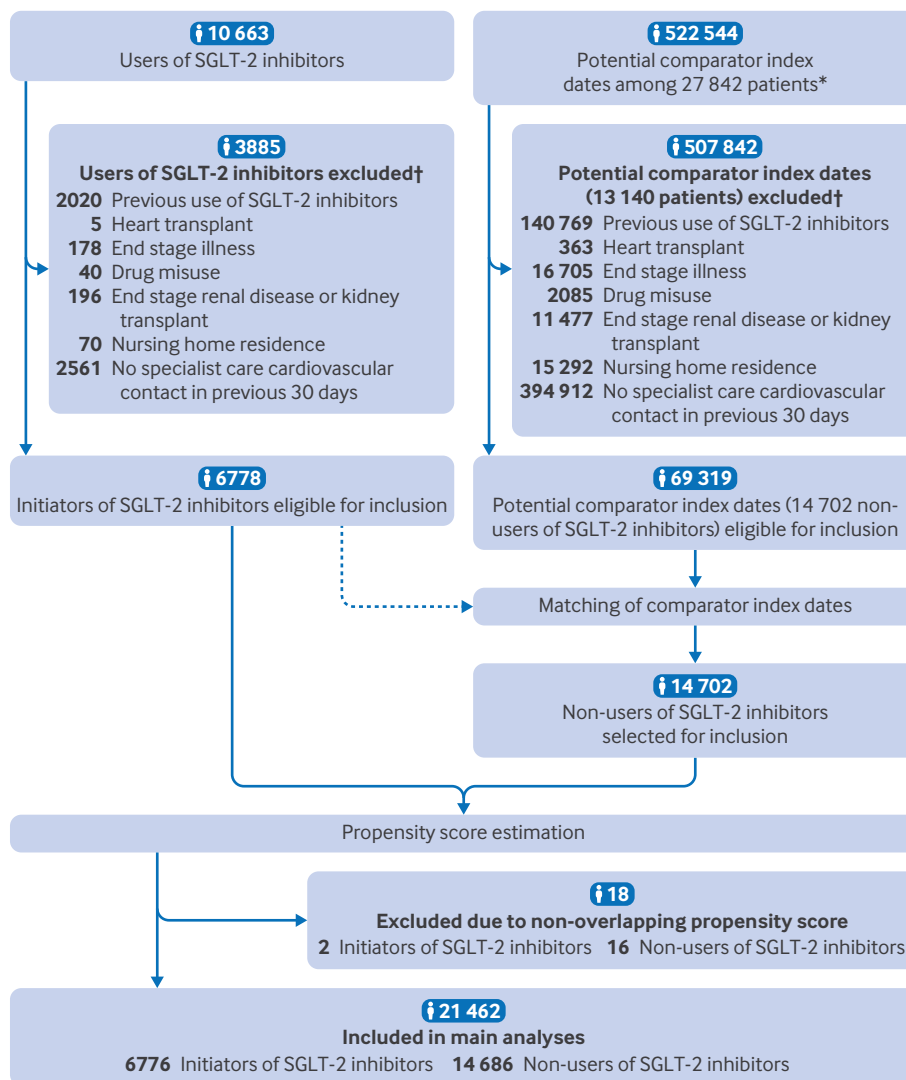 10 663
Users of SGLT-2 inhibitors
522 544
Potential comparator index
dates among 27 842 patients*
3885
Users of SGLT-2 inhibitors excluded†
2020 Previous use of SGLT-2 inhibitors
5 Heart transplant
178 End stage illness
40 Drug misuse
196 End stage renal disease or kidney
transplant
70 Nursing home residence
2561 No specialist care cardiovascular
contact in previous 30 days
507 842
Potential comparator index dates
(13 140 patients) excluded†
140 769 Previous use of SGLT-2 inhibitors
363 Heart transplant
16 705 End stage illness
2085 Drug misuse
11 477 End stage renal disease or kidney
transplant
15 292 Nursing home residence
394 912 No specialist care cardiovascular
contact in previous 30 days
6778
Initiators of SGLT-2 inhibitors eligible for inclusion
69 319
Potential comparator index dates (14 702 non-
users of SGLT-2 inhibitors) eligible for inclusion
Matching of comparator index dates
14 702
Non-users of SGLT-2 inhibitors
selected for inclusion
Propensity score estimation
18
Excluded due to non-overlapping propensity score
2 Initiators of SGLT-2 inhibitors 16 Non-users of SGLT-2 inhibitors
21 462
Included in main analyses
6776 Initiators of SGLT-2 inhibitors 14 686 Non-users of SGLT-2 inhibitors